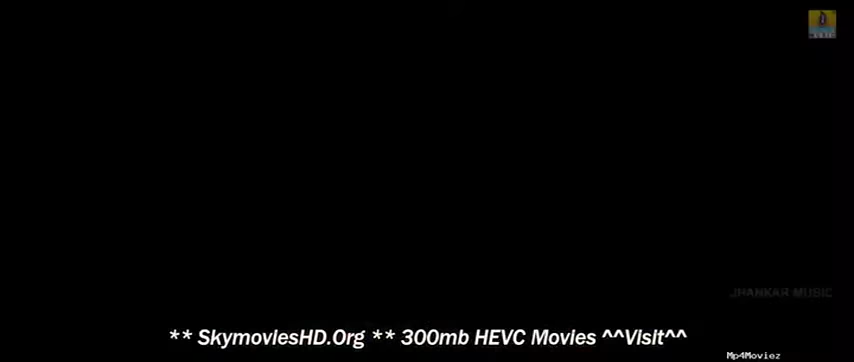 JHANKAR MUSIC
** SkymoviesHD.Org ** 300mb HEVC Movies ^^Visit^^
Mp4Moviez